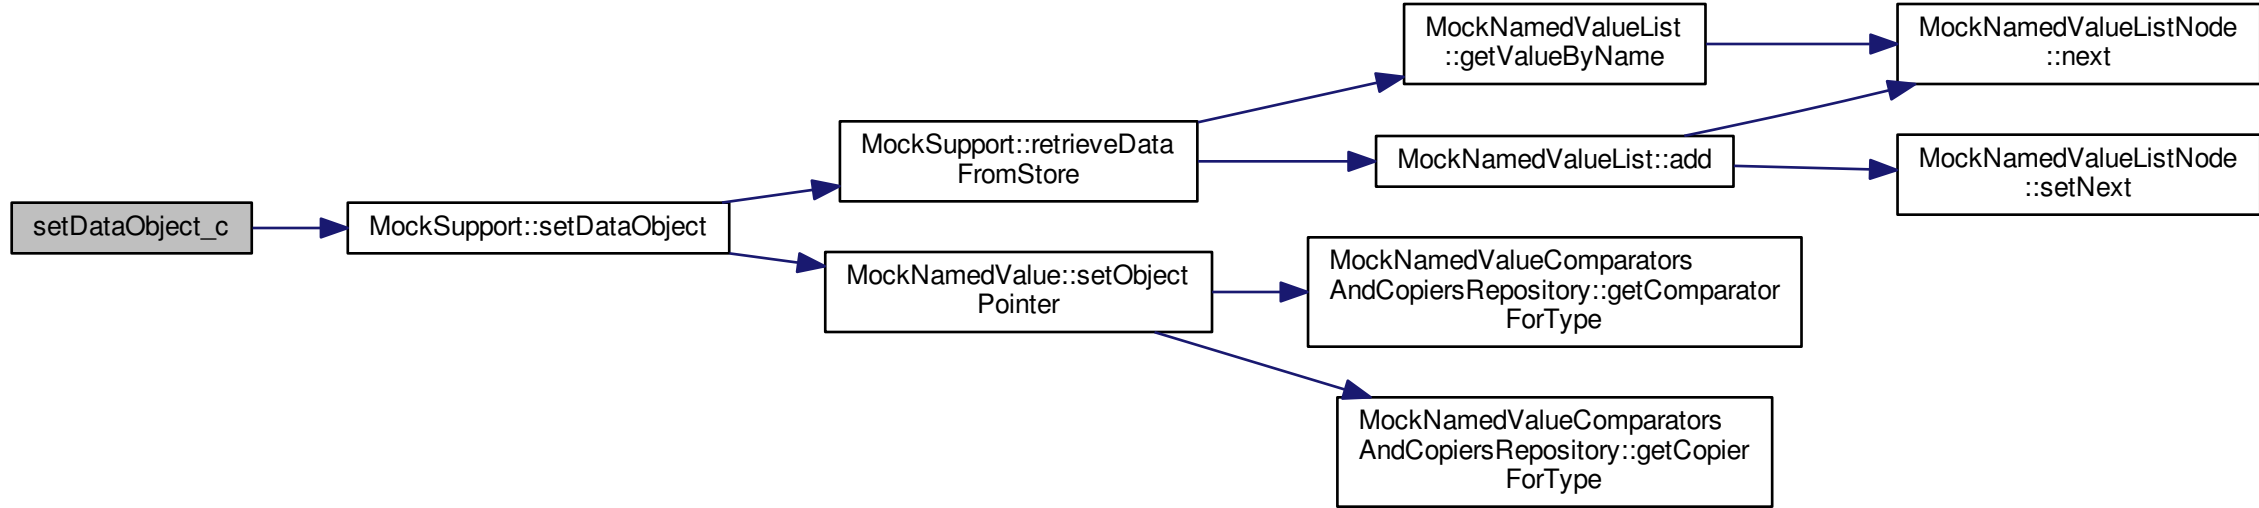 setDataObject_c
MockSupport::setDataObject
MockSupport::retrieveData
FromStore
MockNamedValueList
::getValueByName
MockNamedValueListNode
::next
MockNamedValueList::add
MockNamedValueListNode
::setNext
MockNamedValue::setObject
Pointer
MockNamedValueComparators
AndCopiersRepository::getComparator
ForType
MockNamedValueComparators
AndCopiersRepository::getCopier
ForType